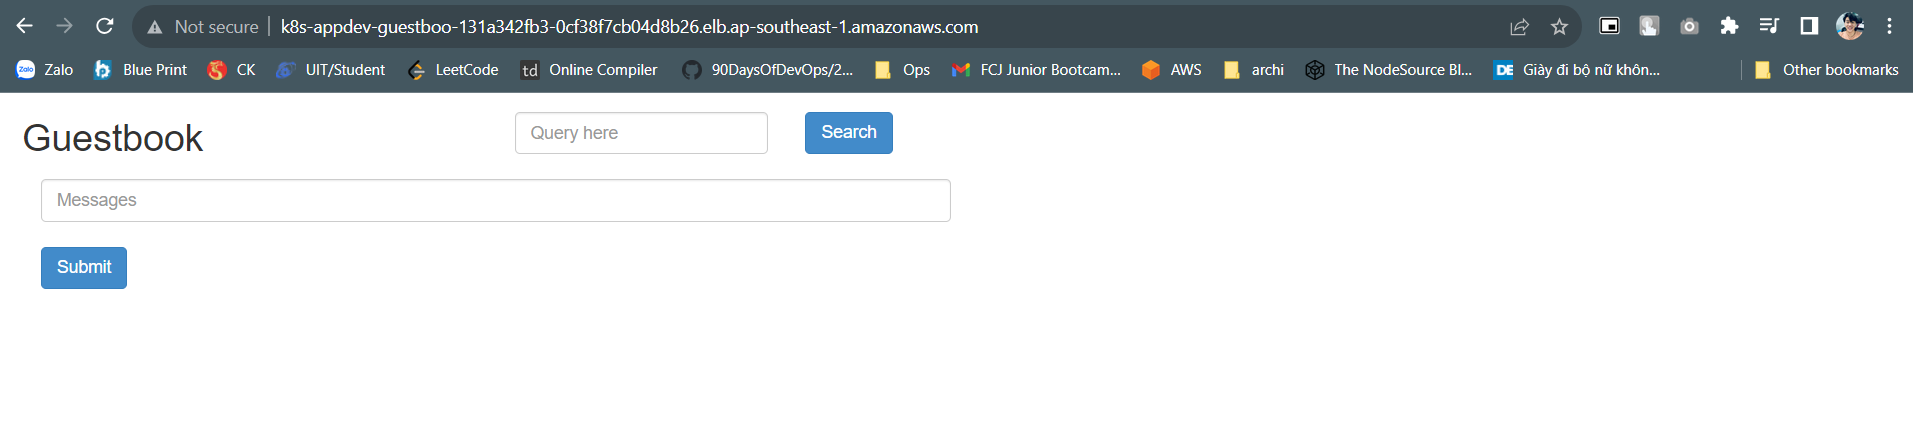 Not secure k8s-appdev-guestboo-131a342fb3-0cf38f7cb04d8b26.elb.ap-southeast-1.amazonaws.com
Zalo Blue Print CK UIT/Student LeetCode td Online Compiler 90DaysOfDevOps/2... Ops FCJ Junior Bootcam... AWS archi The NodeSource Bl... DE Giày đi bộ nữ khôn... Other bookmarks
Guestbook Query here Search
Messages
Submit